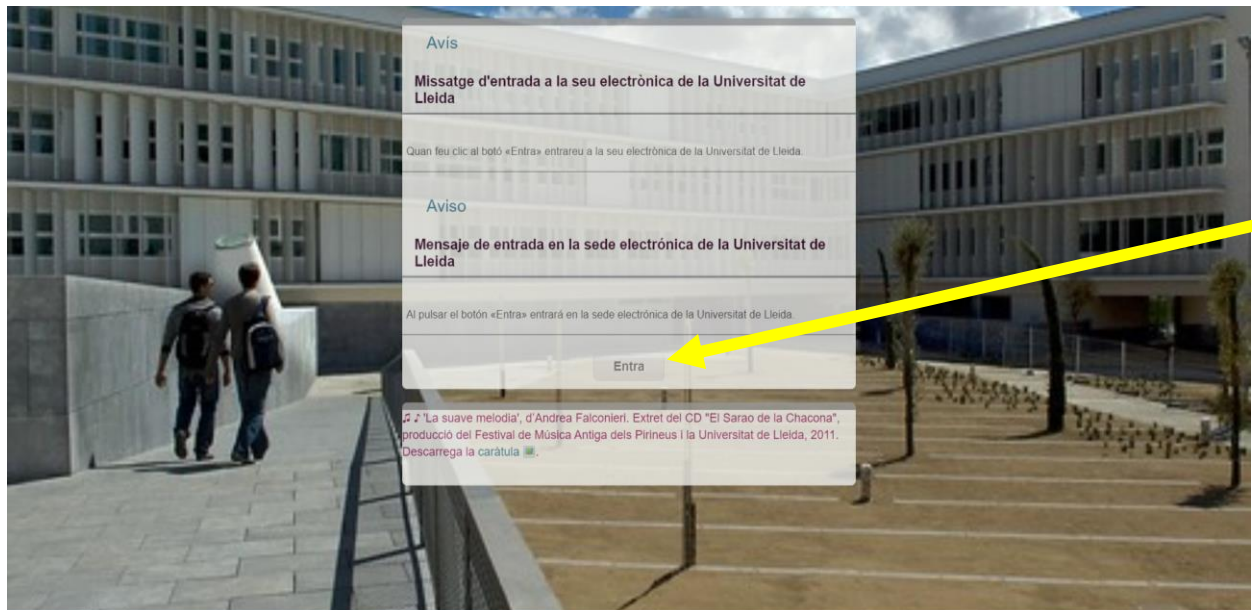 Avís
Missatge d'entrada a la seu electrònica de la Universitat de
Lleida
Quan feu clic al botó «Entra» entrareu a la seu electrònica de la Universitat de Lleida.
Aviso
Mensaje de entrada en la sede electrónica de la Universitat de
Lleida
Al pulsar el botón «Entra» entrará en la sede electrónica de la Universitat de Lleida.
Entra
♫ ♪ 'La suave melodia', d'Andrea Falconieri. Extret del CD "El Sarao de la Chacona",
producció del Festival de Música Antiga dels Pirineus i la Universitat de Lleida, 2011.
Descarrega la caràtula.